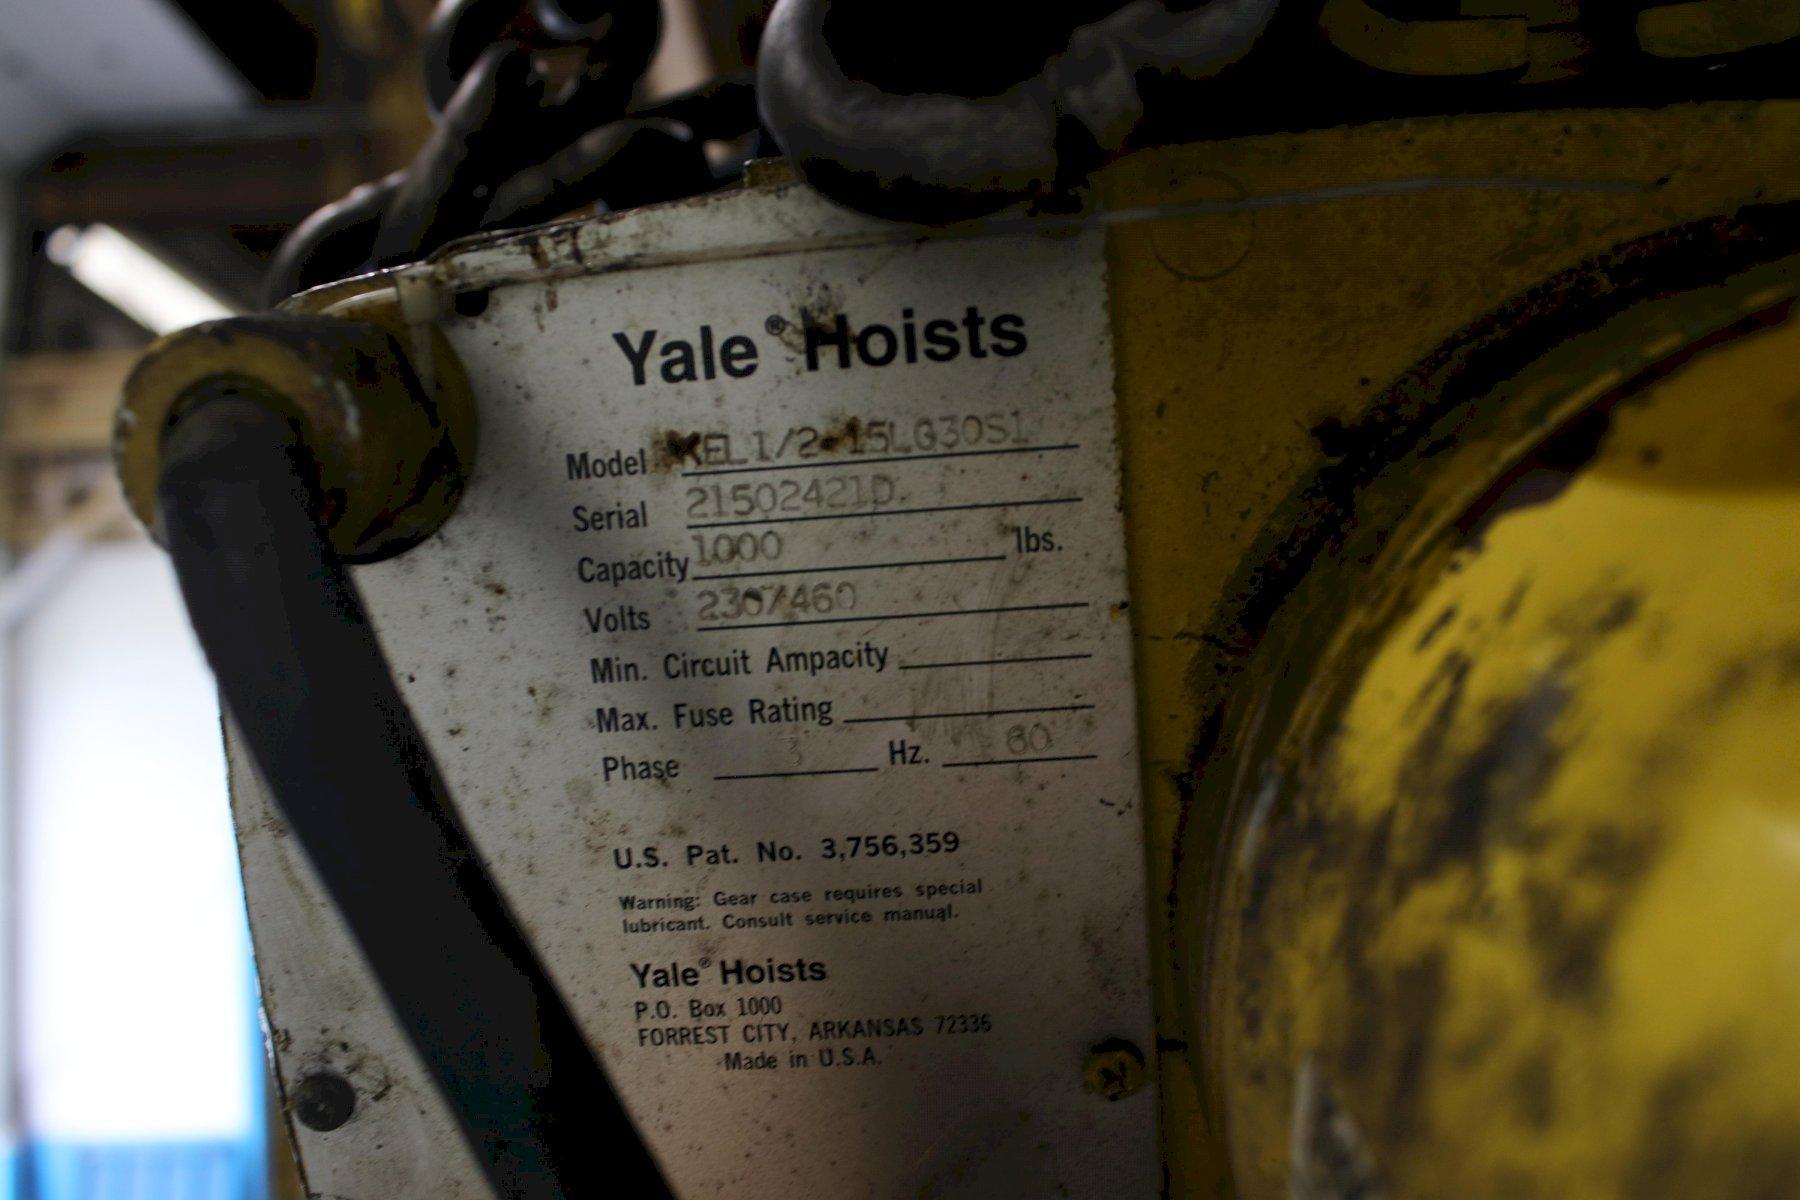 Yale® Hoists
Model KEL1/2-15LG30S1
Serial 21502421D
Capacity 1000 lbs.
Volts 230/460
Min. Circuit Ampacity
Max. Fuse Rating
Phase 3 Hz. 60
U.S. Pat. No. 3,756,359
Warning: Gear case requires special
lubricant. Consult service manual.
Yale® Hoists
P.O. Box 1000
FORREST CITY, ARKANSAS 72336
Made in U.S.A.